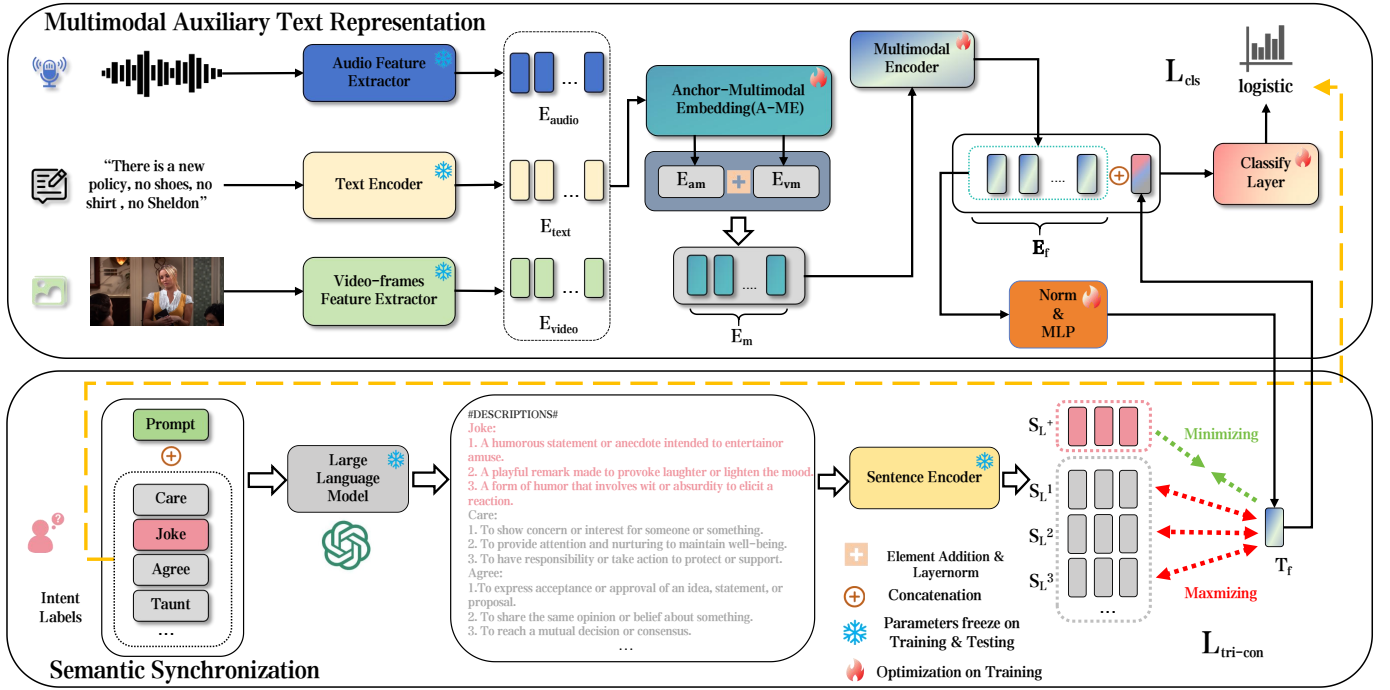 Multimodal Auxiliary Text Representation
Audio Feature
Extractor
E_audio
“There is a new
policy, no shoes, no
shirt , no Sheldon”
Text Encoder
E_text
Video-frames
Feature Extractor
E_video
Anchor-Multimodal
Embedding(A-ME)
E_am
E_vm
E_m
Multimodal
Encoder
E_f
Norm
&
MLP
L_cls
logistic
Classify
Layer
Prompt
Care
Joke
Agree
Taunt
...
Intent
Labels
Semantic Synchronization
Large
Language
Model
#DESCRIPTIONS#
Joke:
1. A humorous statement or anecdote intended to entertainor
amuse.
2. A playful remark made to provoke laughter or lighten the mood.
3. A form of humor that involves wit or absurdity to elicit a
reaction.
Care:
1. To show concern or interest for someone or something.
2. To provide attention and nurturing to maintain well-being.
3. To have responsibility or take action to protect or support.
Agree:
1.To express acceptance or approval of an idea, statement, or
proposal.
2. To share the same opinion or belief about something.
3. To reach a mutual decision or consensus.
...
Sentence Encoder
Element Addition &
Layernorm
Concatenation
Parameters freeze on
Training & Testing
Optimization on Training
S_L^+
S_L^1
S_L^2
S_L^3
...
Minimizing
Maxmizing
T_f
L_tri-con